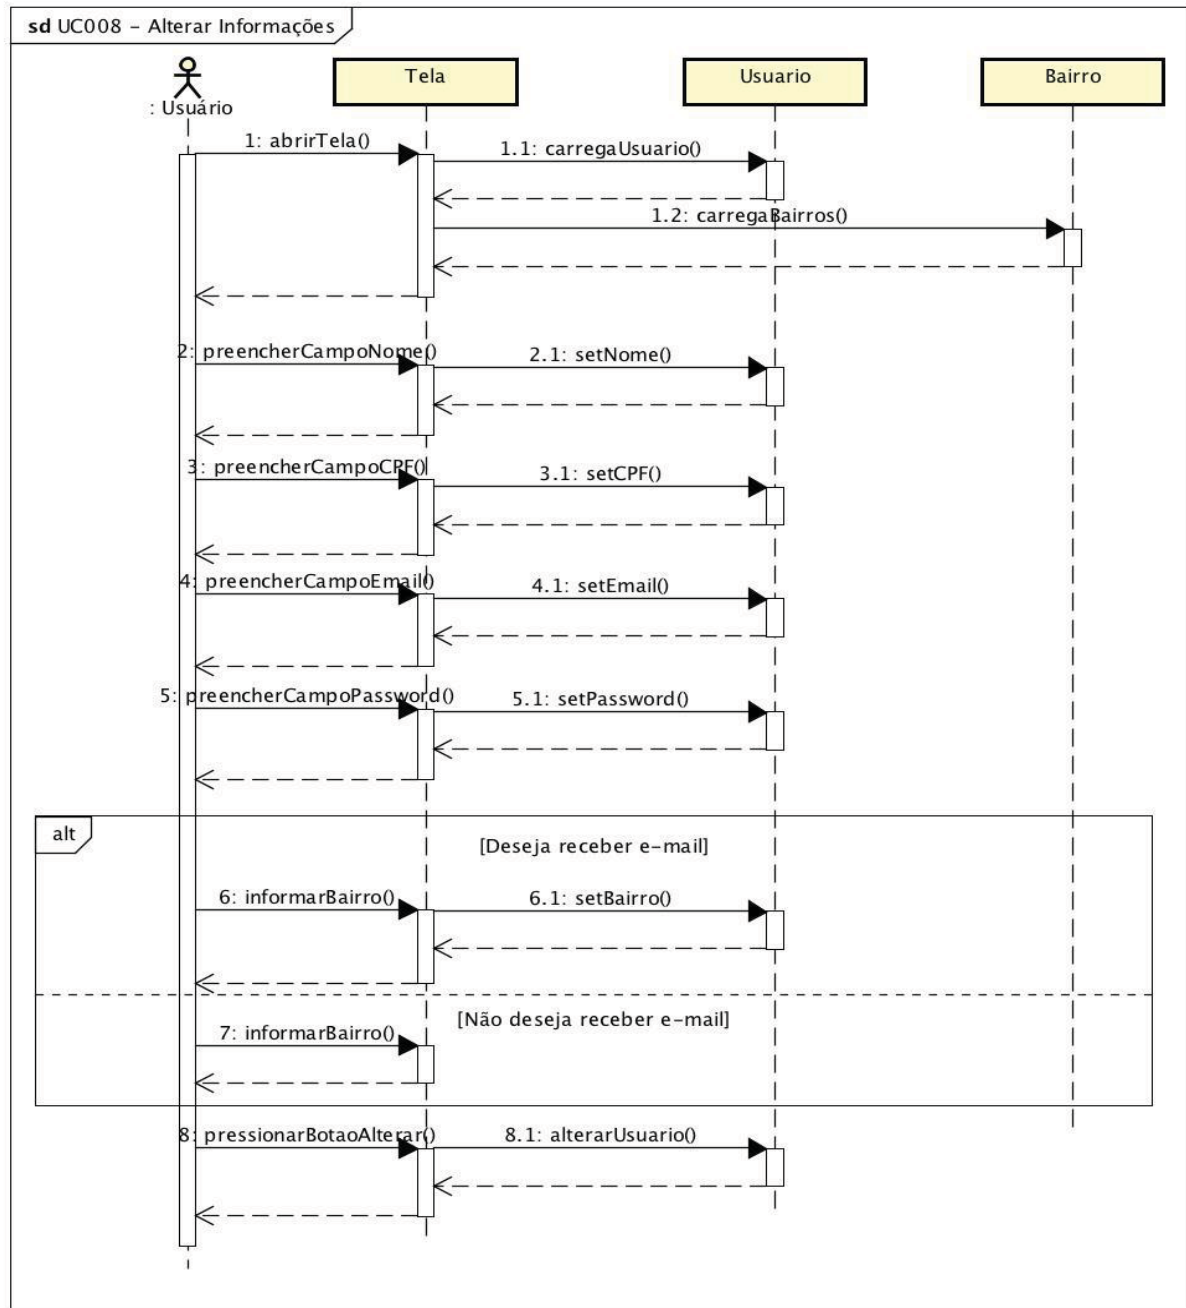 sd UC008 - Alterar Informações
Tela
Usuario
Bairro
: Usuário
1: abrirTela()
1.1: carregaUsuario()
1.2: carregaBairros()
2: preencherCampoNome()
2.1: setNome()
3: preencherCampoCPF()
3.1: setCPF()
4: preencherCampoEmail()
4.1: setEmail()
5: preencherCampoPassword()
5.1: setPassword()
alt
[Deseja receber e-mail]
6: informarBairro()
6.1: setBairro()
[Não deseja receber e-mail]
7: informarBairro()
8: pressionarBotaoAlterar()
8.1: alterarUsuario()